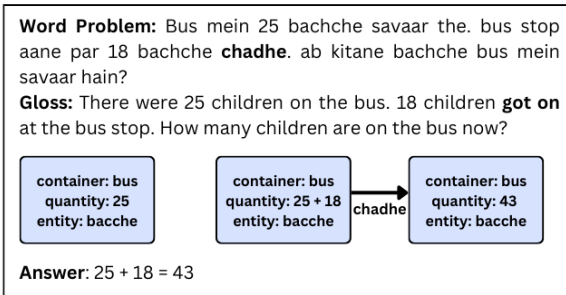 Word Problem: Bus mein 25 bachche savaar the. bus stop
aane par 18 bachche chadhe. ab kitane bachche bus mein
savaar hain?
Gloss: There were 25 children on the bus. 18 children got on
at the bus stop. How many children are on the bus now?
container: bus
quantity: 25
entity: bacche
container: bus
quantity: 25 + 18
entity: bacche
chadhe
container: bus
quantity: 43
entity: bacche
Answer: 25 + 18 = 43